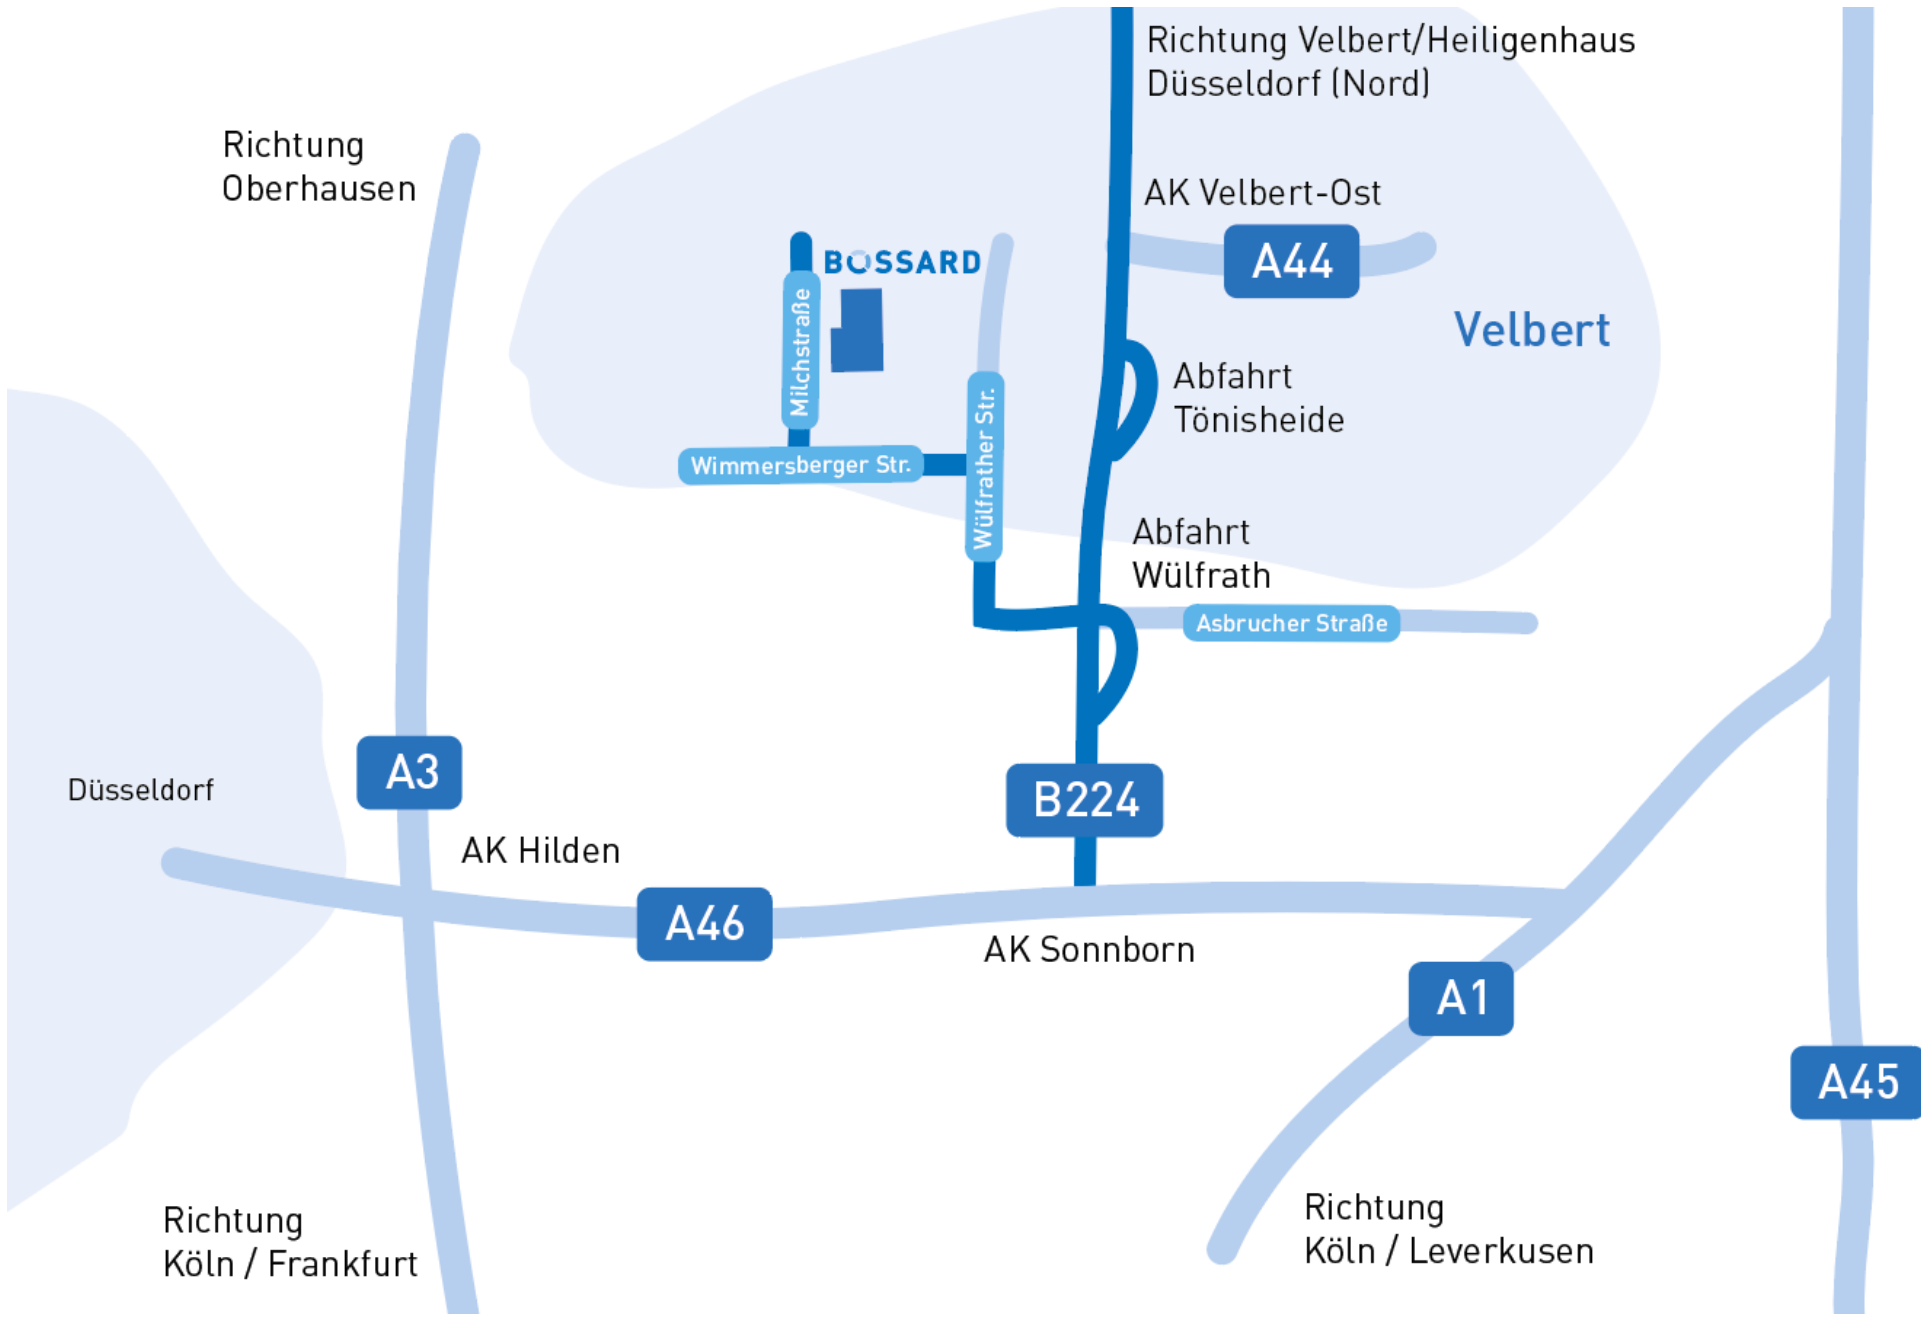 Richtung Velbert/Heiligenhaus
Düsseldorf (Nord)
Richtung
Oberhausen
AK Velbert-Ost
A44
BOSSARD
Velbert
Milchstraße
Abfahrt
Tönisheide
Wülfrather Str.
Wimmersberger Str.
Abfahrt
Wülfrath
Asbrucher Straße
A3
Düsseldorf
B224
AK Hilden
A46
AK Sonnborn
A1
A45
Richtung
Köln / Frankfurt
Richtung
Köln / Leverkusen